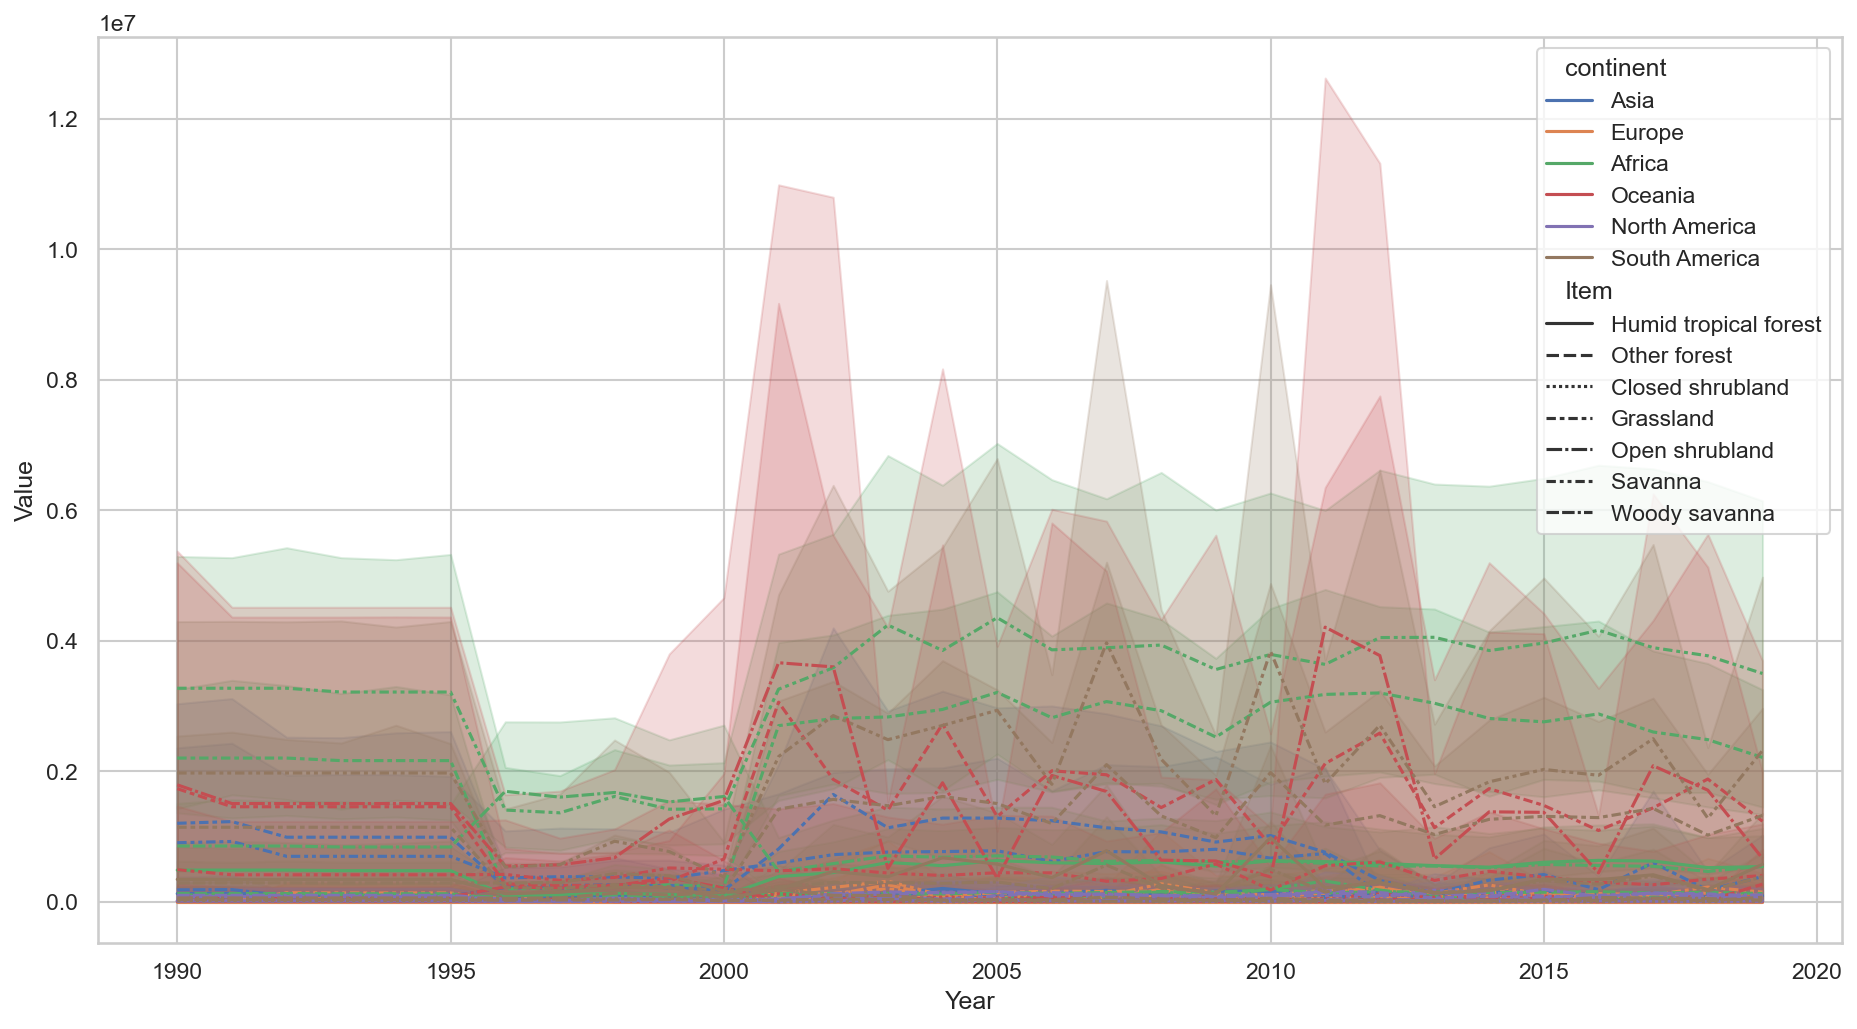 1e7
1.2
1.0
0.8
0.6
0.4
0.2
0.0
Value
1990
1995
2000
2005
2010
2015
2020
Year
continent
Asia
Europe
Africa
Oceania
North America
South America
Item
Humid tropical forest
Other forest
Closed shrubland
Grassland
Open shrubland
Savanna
Woody savanna